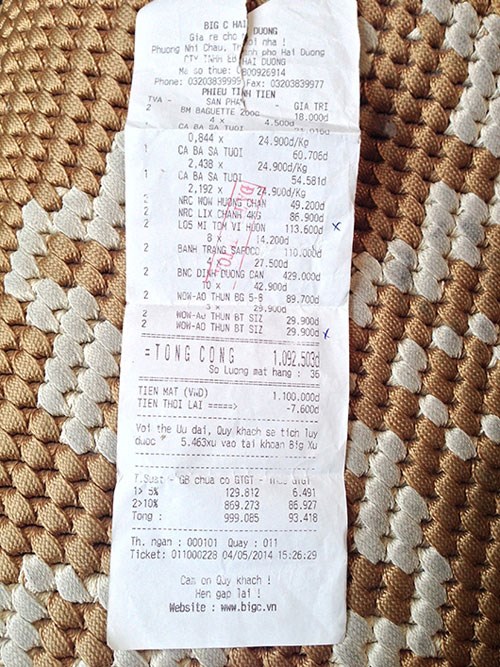 BIG C HAI DUONG
Gia re cho moi nha !
Phuong Nhi Chau, Thanh pho Hai Duong
CTY TNHH EB HAI DUONG
Ma so thue: 0800926914
Phone: 03203839999 Fax: 03203839977
PHIEU TINH TIEN
TVA - SAN PHAM - GIA TRI
2 BM BAGUETTE 200G 18.000d
4 x 4.500d
CA BA SA TUOI
0,844 x 24.900d/Kg
1 CA BA SA TUOI 60.706d
2,438 x 24.900d/Kg
1 CA BA SA TUOI 54.581d
2,192 x 24.900d/Kg
2 NRC WOW HUONG CHAN 49.200d
2 NRC LIX CHANH 4KG 86.900d
2 LOS MI TOM VI HUON 113.600d x
8 x 14.200d
2 BANH TRANG SAFOCO 110.000d
4 x 27.500d
2 BNC DINH DUONG CAN 429.000d
10 x 42.900d
2 WOW-AO THUN BG 5-8 89.700d
3 x 29.900d
2 WOW-AO THUN BT SIZ 29.900d
2 WOW-AO THUN BT SIZ 29.900d x
= TONG CONG 1.092.503d
So luong mat hang : 36
TIEN MAT (VND) 1.100.000d
TIEN THOI LAI =====> -7.600d
Voi the Uu dai, Quy khach se tich luy
duoc 5.463xu vao tai khoan Big Xu
T.Suat - GB chua co GTGT - Thue GTGT
1> 5% 129.812 6.491
2>10% 869.273 86.927
Tong : 999.085 93.418
Th. ngan : 000101 Quay : 011
Ticket: 011000228 04/05/2014 15:26:29
Cam on Quy khach !
Hen gap lai !
Website : www.bigc.vn